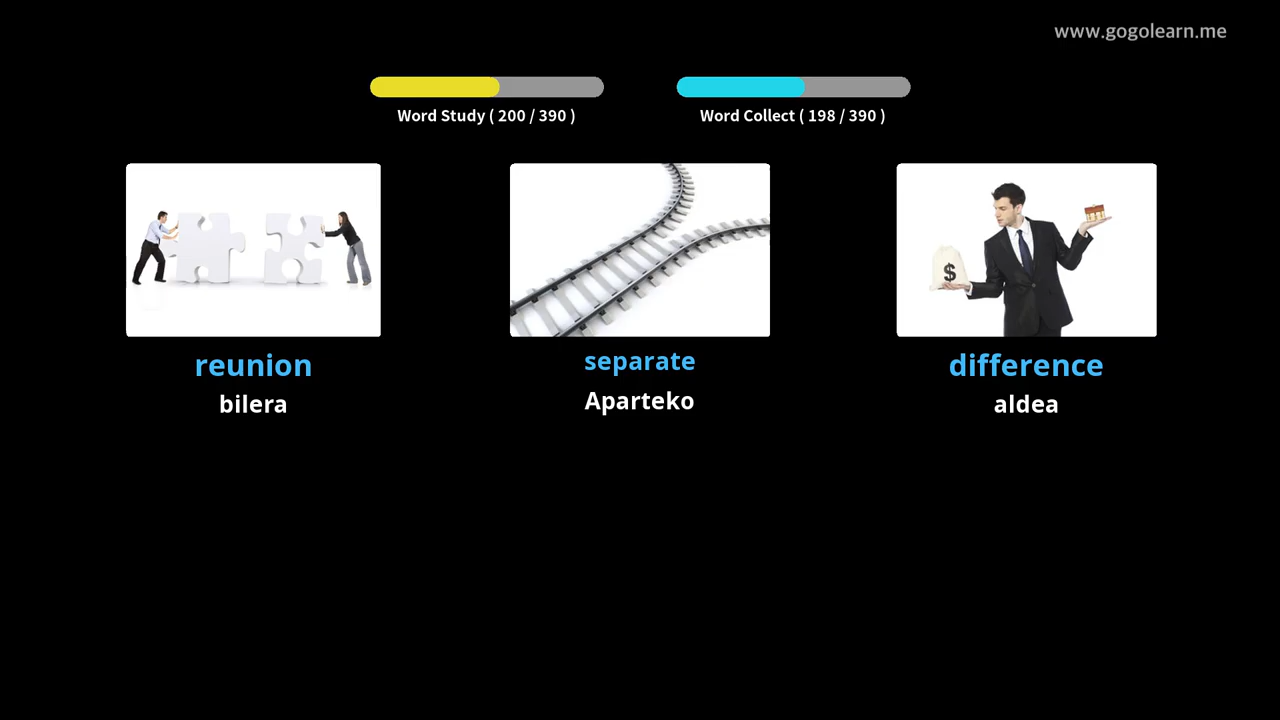 www.gogolearn.me
Word Study ( 200 / 390 )
Word Collect ( 198 / 390 )
$
reunion
separate
difference
bilera
Aparteko
aldea